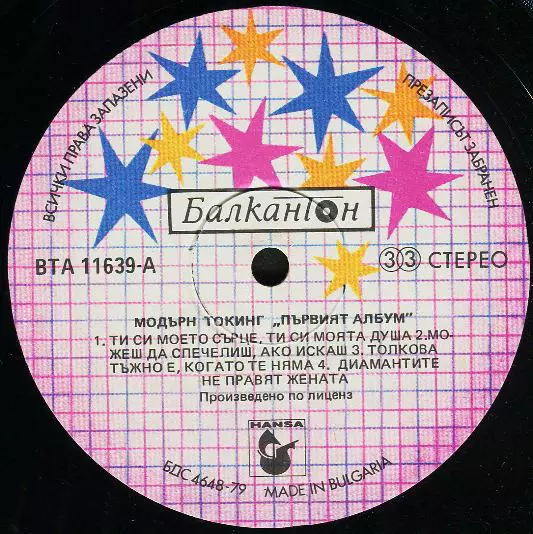 ВСИЧКИ ПРАВА ЗАПАЗЕНИ
ПРЕЗАПИСЪТ ЗАБРАНЕН
Балкантон
ВТА 11639-А
33 СТЕРЕО
МОДЪРН ТОКИНГ „ПЪРВИЯТ АЛБУМ"
1. ТИ СИ МОЕТО СЪРЦЕ, ТИ СИ МОЯТА ДУША 2.МО-
ЖЕШ ДА СПЕЧЕЛИШ, АКО ИСКАШ 3. ТОЛКОВА
ТЪЖНО Е, КОГАТО ТЕ НЯМА 4. ДИАМАНТИТЕ
НЕ ПРАВЯТ ЖЕНАТА
Произведено по лиценз
HANSA
БДС 4648-79 MADE IN BULGARIA